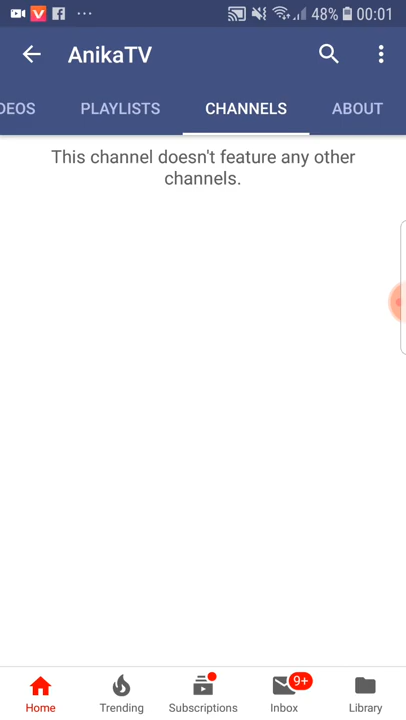 48% 00:01
AnikaTV
DEOS PLAYLISTS CHANNELS ABOUT
This channel doesn't feature any other
channels.
9+
Home Trending Subscriptions Inbox Library